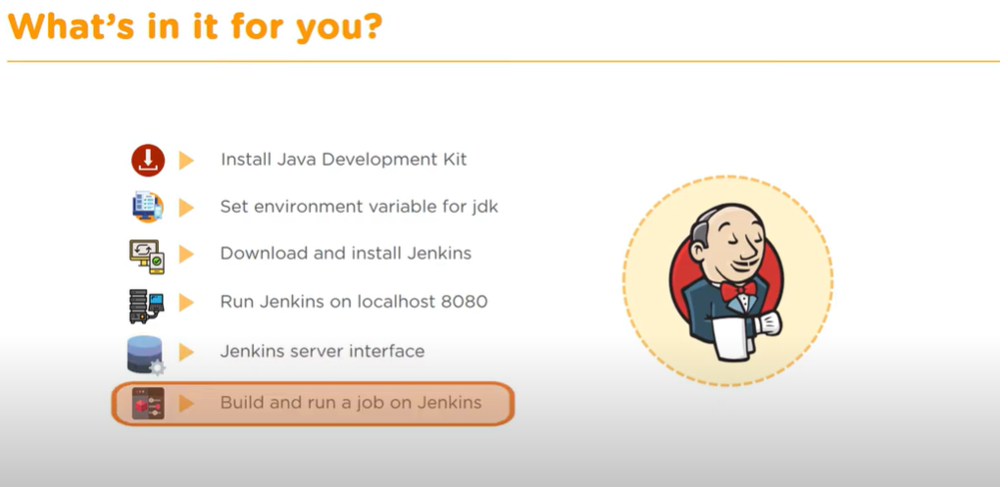 What's in it for you?
Install Java Development Kit
Set environment variable for jdk
Download and install Jenkins
Run Jenkins on localhost 8080
Jenkins server interface
Build and run a job on Jenkins